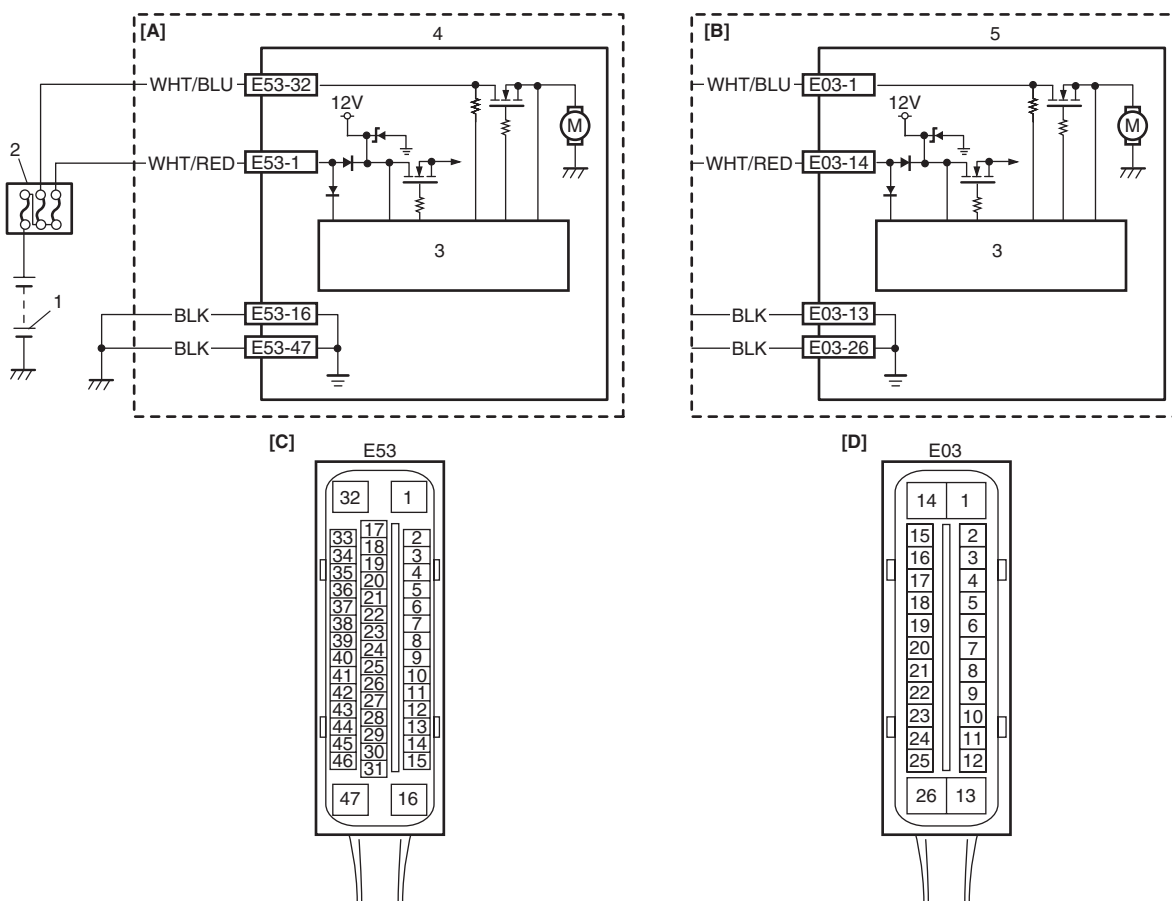 [A]
4
WHT/BLU E53-32
12V
M
2
WHT/RED E53-1
3
1
BLK E53-16
BLK E53-47
[B]
5
WHT/BLU E03-1
12V
M
WHT/RED E03-14
3
BLK E03-13
BLK E03-26
[C]
E53
32 1
17
33 2
18
34 3
19
35 4
20
36 5
21
37 6
22
38 7
23
39 8
24
40 9
25
41 10
26
42 11
27
43 12
28
44 13
29
45 14
30
46 15
31
47 16
[D]
E03
14 1
15 2
16 3
17 4
18 5
19 6
20 7
21 8
22 9
23 10
24 11
25 12
26 13